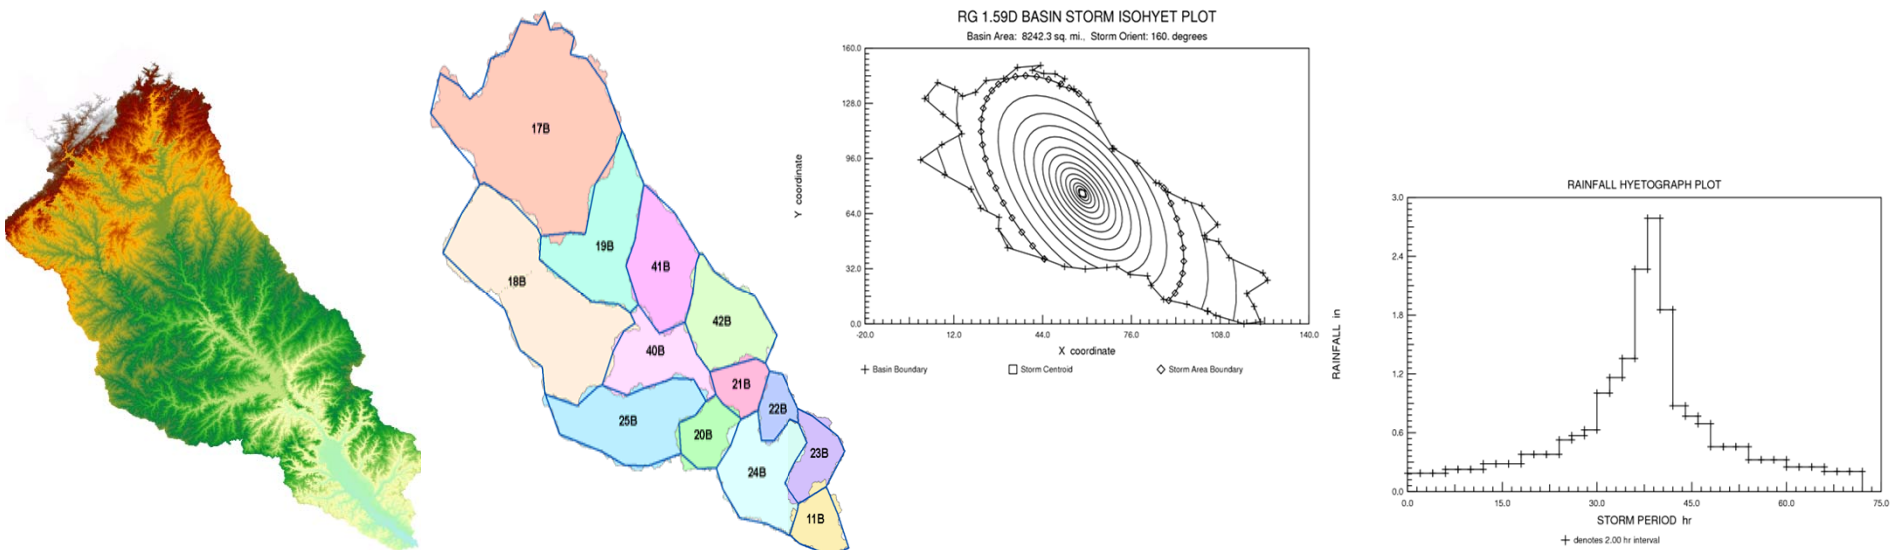 17B
19B
41B
18B
42B
40B
21B
22B
25B
20B
23B
24B
11B
RG 1.59D BASIN STORM ISOHYET PLOT
Basin Area: 8242.3 sq. mi., Storm Orient: 160. degrees
160.0
128.0
96.0
64.0
32.0
0.0
Y coordinate
-20.0 12.0 44.0 76.0 108.0 140.0
X coordinate
Basin Boundary Storm Centroid Storm Area Boundary
RAINFALL HYETOGRAPH PLOT
3.0
2.4
1.8
1.2
0.6
0.0
RAINFALL in
0.0 15.0 30.0 45.0 60.0 75.0
STORM PERIOD hr
denotes 2.00 hr interval